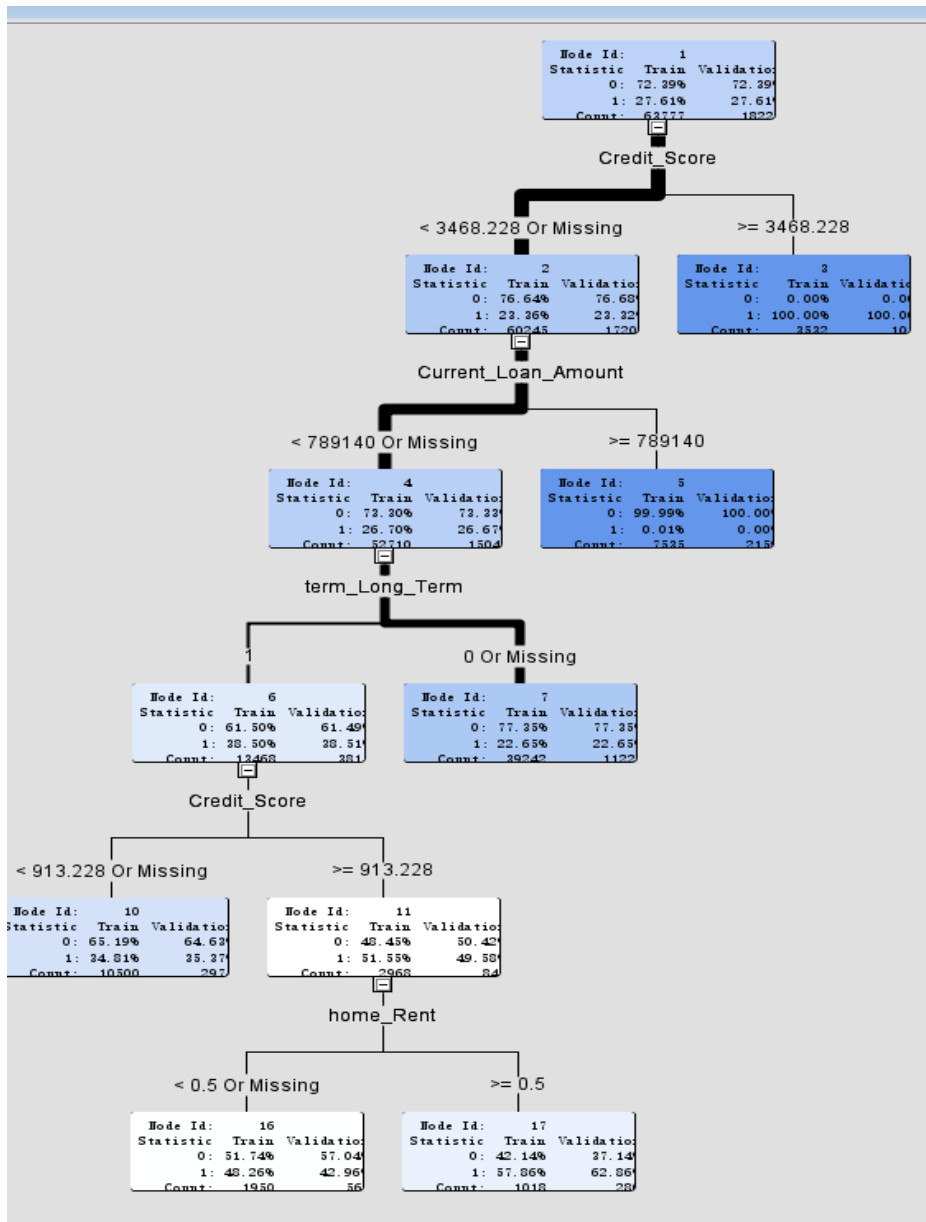 Node Id: 1
Statistic Train Validatio
0: 72.39% 72.39
1: 27.61% 27.61
Count: 63777 1822
Credit_Score
< 3468.228 Or Missing >= 3468.228
Node Id: 2 Node Id: 3
Statistic Train Validatio Statistic Train Validatio
0: 76.64% 76.68 0: 0.00% 0.0
1: 23.36% 23.32 1: 100.00% 100.0
Count: 60245 1720 Count: 3532 10
Current_Loan_Amount
< 789140 Or Missing >= 789140
Node Id: 4 Node Id: 5
Statistic Train Validatio Statistic Train Validatio
0: 73.30% 73.33 0: 99.99% 100.00
1: 26.70% 26.67 1: 0.01% 0.00
Count: 52710 1504 Count: 7535 215
term_Long_Term
1 0 Or Missing
Node Id: 6 Node Id: 7
Statistic Train Validatio Statistic Train Validatio
0: 61.50% 61.49 0: 77.35% 77.35
1: 38.50% 38.51 1: 22.65% 22.65
Count: 13468 381 Count: 39242 1122
Credit_Score
< 913.228 Or Missing >= 913.228
Node Id: 10 Node Id: 11
Statistic Train Validatio Statistic Train Validatio
0: 65.19% 64.63 0: 48.45% 50.42
1: 34.81% 35.37 1: 51.55% 49.58
Count: 10500 297 Count: 2968 84
home_Rent
< 0.5 Or Missing >= 0.5
Node Id: 16 Node Id: 17
Statistic Train Validatio Statistic Train Validatio
0: 51.74% 57.04 0: 42.14% 37.14
1: 48.26% 42.96 1: 57.86% 62.86
Count: 1950 56 Count: 1018 28